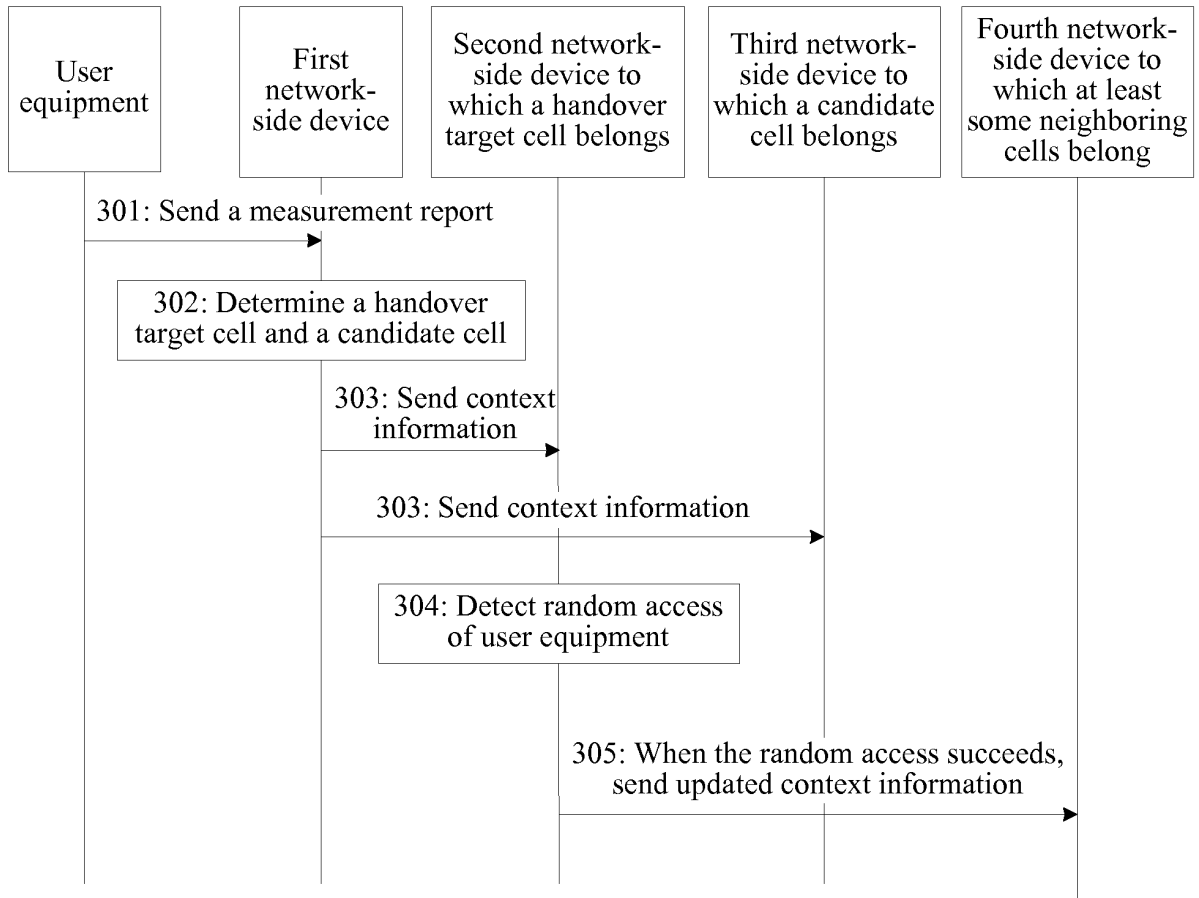 User
equipment
First
network-
side device
Second network-
side device to
which a handover
target cell belongs
Third network-
side device to
which a candidate
cell belongs
Fourth network-
side device to
which at least
some neighboring
cells belong
301: Send a measurement report
302: Determine a handover
target cell and a candidate cell
303: Send context
information
303: Send context information
304: Detect random access
of user equipment
305: When the random access succeeds,
send updated context information